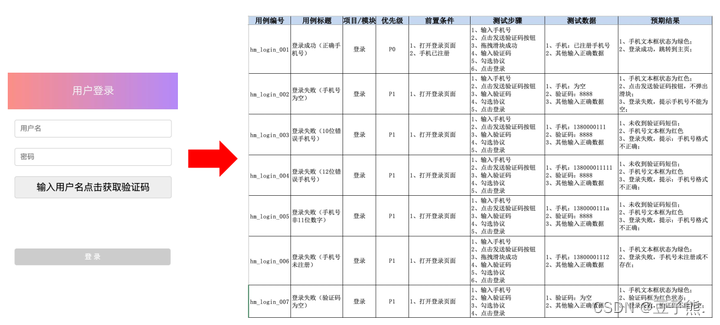 用户登录
用户名
密码
输入用户名点击获取验证码
登 录
用例编号 用例标题 项目/模块 优先级 前置条件 测试步骤 测试数据 预期结果
hm_login_001
登录成功（正确手
机号）
登录
P0
1、打开登录页面
2、手机已注册
1、输入手机号
2、点击发送验证码按钮
3、拖拽滑块成功
4、输入验证码
5、勾选协议
6、点击登录
1、手机：已注册手机号
2、其他输入正确数据
1、手机文本框状态为绿色；
2、登录成功，跳转到主页；
hm_login_002
登录失败（手机号
为空）
登录
P1
1、打开登录页面
1、输入手机号
2、点击发送验证码按钮
3、输入验证码
4、勾选协议
5、点击登录
1、手机：为空
2、验证码：8888
3、其他输入正确数据
1、手机文本框状态为红色；
2、点击发送验证码按钮，不弹出
滑块；
3、登录失败，提示手机号不能为
空；
hm_login_003
登录失败（10位错
误手机号）
登录
P1
1、打开登录页面
1、输入手机号
2、点击发送验证码按钮
3、输入验证码
4、勾选协议
5、点击登录
1、手机：1380000111
2、验证码：8888
3、其他输入正确数据
1、未收到验证码短信；
2、手机号文本框为红色
3、登录失败，提示：手机号格式
不正确；
hm_login_004
登录失败（12位错
误手机号）
登录
P1
1、打开登录页面
1、输入手机号
2、点击发送验证码按钮
3、输入验证码
4、勾选协议
5、点击登录
1、手机：138000011111
2、验证码：8888
3、其他输入正确数据
1、未收到验证码短信；
2、手机号文本框为红色
3、登录失败，提示：手机号格式
不正确；
hm_login_005
登录失败（手机号
非11位数字）
登录
P1
1、打开登录页面
1、输入手机号
2、点击发送验证码按钮
3、输入验证码
4、勾选协议
5、点击登录
1、手机：1380000111a
2、验证码：8888
3、其他输入正确数据
1、未收到验证码短信；
2、手机号文本框为红色
3、登录失败，提示：手机号格式
不正确；
hm_login_006
登录失败（手机号
未注册）
登录
P1
1、打开登录页面
1、输入手机号
2、点击发送验证码按钮
3、拖拽滑块成功
4、输入验证码
5、勾选协议
6、点击登录
1、手机：13800001112
2、其他输入正确数据
1、手机文本框状态为绿色；
2、登录失败，手机号未注册或不
存在；
hm_login_007
登录失败（验证码
为空）
登录
P1
1、打开登录页面
1、输入手机号
2、输入验证码
3、勾选协议
4、点击登录
1、验证码：为空
2、其他输入正确数据
1、手机文本框状态为绿色；
2、验证码框为红色状态；